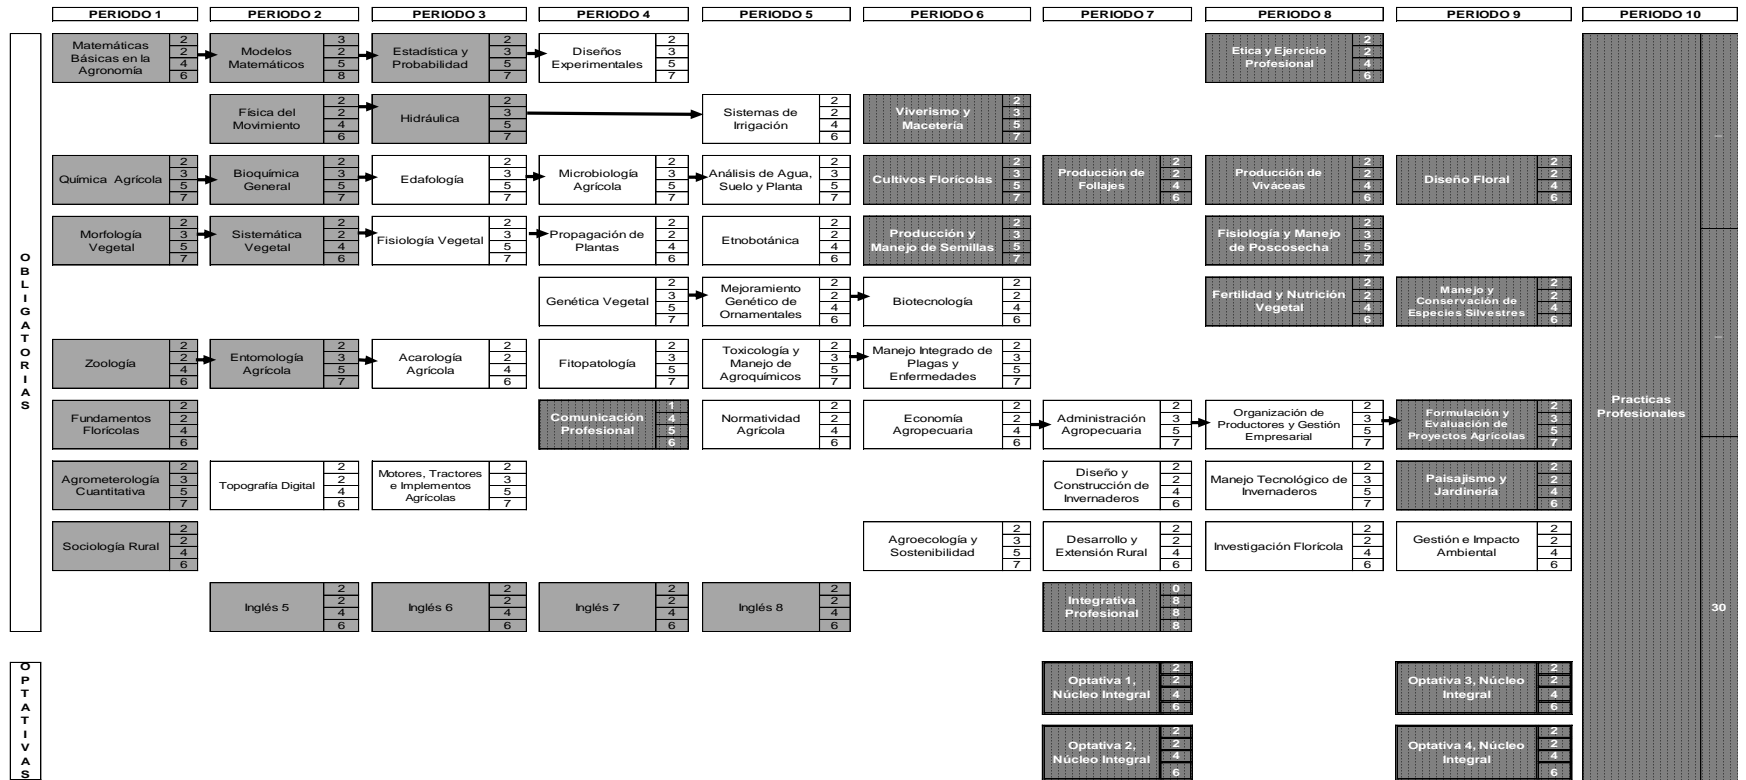 PERIODO 1 PERIODO 2 PERIODO 3 PERIODO 4 PERIODO 5 PERIODO 6 PERIODO 7 PERIODO 8 PERIODO 9 PERIODO 10
OBLIGATORIAS
Matemáticas
Básicas en la
Agronomía
2
2
4
6
Modelos
Matemáticos
3
2
5
8
Estadística y
Probabilidad
2
3
5
7
Diseños
Experimentales
2
3
5
7
Etica y Ejercicio
Profesional
2
2
4
6
Física del
Movimiento
2
2
4
6
Hidráulica
2
3
5
7
Sistemas de
Irrigación
2
2
4
6
Viverismo y
Macetería
2
3
5
7
Química Agrícola
2
3
5
7
Bioquímica
General
2
3
5
7
Edafología
2
3
5
7
Microbiología
Agrícola
2
3
5
7
Análisis de Agua,
Suelo y Planta
2
3
5
7
Cultivos Florícolas
2
3
5
7
Producción de
Follajes
2
2
4
6
Producción de
Viváceas
2
2
4
6
Diseño Floral
2
2
4
6
Morfología
Vegetal
2
3
5
7
Sistemática
Vegetal
2
2
4
6
Fisiología Vegetal
2
3
5
7
Propagación de
Plantas
2
2
4
6
Etnobotánica
2
2
4
6
Producción y
Manejo de Semillas
2
3
5
7
Fisiología y Manejo
de Poscosecha
2
3
5
7
Genética Vegetal
2
3
5
7
Mejoramiento
Genético de
Ornamentales
2
2
4
6
Biotecnología
2
2
4
6
Fertilidad y Nutrición
Vegetal
2
2
4
6
Manejo y
Conservación de
Especies Silvestres
2
2
4
6
Zoología
2
2
4
6
Entomología
Agrícola
2
3
5
7
Acarología
Agrícola
2
2
4
6
Fitopatología
2
3
5
7
Toxicología y
Manejo de
Agroquímicos
2
3
5
7
Manejo Integrado de
Plagas y
Enfermedades
2
3
5
7
Fundamentos
Florícolas
2
2
4
6
Comunicación
Profesional
1
4
5
6
Normatividad
Agrícola
2
2
4
6
Economía
Agropecuaria
2
2
4
6
Administración
Agropecuaria
2
3
5
7
Organización de
Productores y Gestión
Empresarial
2
3
5
7
Formulación y
Evaluación de
Proyectos Agrícolas
2
3
5
7
Agrometerología
Cuantitativa
2
3
5
7
Topografía Digital
2
2
4
6
Motores, Tractores
e Implementos
Agrícolas
2
3
5
7
Diseño y
Construcción de
Invernaderos
2
2
4
6
Manejo Tecnológico de
Invernaderos
2
3
5
7
Paisajismo y
Jardinería
2
2
4
6
Sociología Rural
2
2
4
6
Agroecología y
Sostenibilidad
2
3
5
7
Desarrollo y
Extensión Rural
2
2
4
6
Investigación Florícola
2
2
4
6
Gestión e Impacto
Ambiental
2
2
4
6
Inglés 5
2
2
4
6
Inglés 6
2
2
4
6
Inglés 7
2
2
4
6
Inglés 8
2
2
4
6
Integrativa
Profesional
0
8
8
8
Practicas
Profesionales
–
–
30
OPTATIVAS
Optativa 1,
Núcleo Integral
2
2
4
6
Optativa 3, Núcleo
Integral
2
2
4
6
Optativa 2,
Núcleo Integral
2
2
4
6
Optativa 4, Núcleo
Integral
2
2
4
6